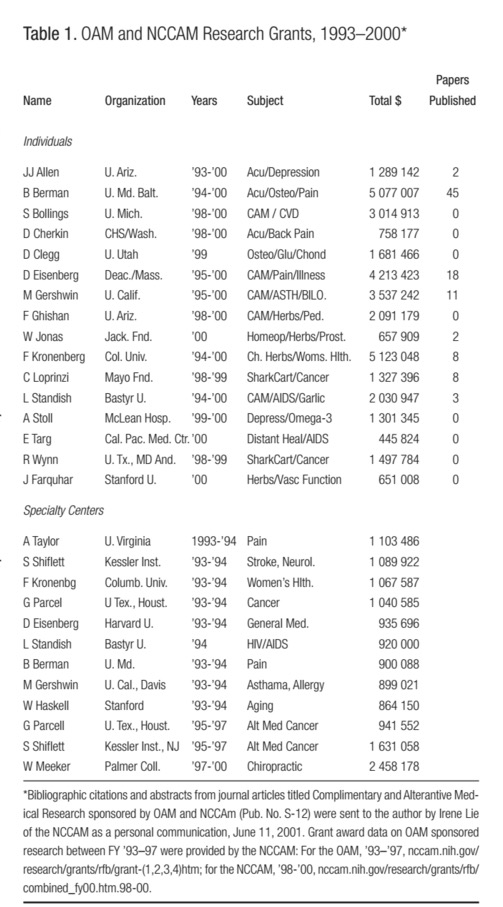 Table 1. OAM and NCCAM Research Grants, 1993–2000*
Papers
Name Organization Years Subject Total $ Published
Individuals
JJ Allen U. Ariz. '93-'00 Acu/Depression 1 289 142 2
B Berman U. Md. Balt. '94-'00 Acu/Osteo/Pain 5 077 007 45
S Bollings U. Mich. '98-'00 CAM / CVD 3 014 913 0
D Cherkin CHS/Wash. '98-'00 Acu/Back Pain 758 177 0
D Clegg U. Utah '99 Osteo/Glu/Chond 1 681 466 0
D Eisenberg Deac./Mass. '95-'00 CAM/Pain/Illness 4 213 423 18
M Gershwin U. Calif. '95-'00 CAM/ASTH/BILO. 3 537 242 11
F Ghishan U. Ariz. '98-'00 CAM/Herbs/Ped. 2 091 179 0
W Jonas Jack. Fnd. '00 Homeop/Herbs/Prost. 657 909 2
F Kronenberg Col. Univ. '94-'00 Ch. Herbs/Woms. Hlth. 5 123 048 8
C Loprinzi Mayo Fnd. '98-'99 SharkCart/Cancer 1 327 396 8
L Standish Bastyr U. '94-'00 CAM/AIDS/Garlic 2 030 947 3
A Stoll McLean Hosp. '99-'00 Depress/Omega-3 1 301 345 0
E Targ Cal. Pac. Med. Ctr. '00 Distant Heal/AIDS 445 824 0
R Wynn U. Tx., MD And. '98-'99 SharkCart/Cancer 1 497 784 0
J Farquhar Stanford U. '00 Herbs/Vasc Function 651 008 0
Specialty Centers
A Taylor U. Virginia 1993-'94 Pain 1 103 486
S Shiflett Kessler Inst. '93-'94 Stroke, Neurol. 1 089 922
F Kronenbg Columb. Univ. '93-'94 Women's Hlth. 1 067 587
G Parcel U Tex., Houst. '93-'94 Cancer 1 040 585
D Eisenberg Harvard U. '93-'94 General Med. 935 696
L Standish Bastyr U. '94 HIV/AIDS 920 000
B Berman U. Md. '93-'94 Pain 900 088
M Gershwin U. Cal., Davis '93-'94 Asthma, Allergy 899 021
W Haskell Stanford '93-'94 Aging 864 150
G Parcell U. Tex., Houst. '95-'97 Alt Med Cancer 941 552
S Shiflett Kessler Inst., NJ '95-'97 Alt Med Cancer 1 631 058
W Meeker Palmer Coll. '97-'00 Chiropractic 2 458 178
*Bibliographic citations and abstracts from journal articles titled Complimentary and Alterantive Med-
ical Research sponsored by OAM and NCCAm (Pub. No. S-12) were sent to the author by Irene Lie
of the NCCAM as a personal communication, June 11, 2001. Grant award data on OAM sponsored
research between FY '93–97 were provided by the NCCAM: For the OAM, '93–'97, nccam.nih.gov/
research/grants/rfb/grant-(1,2,3,4)htm; for the NCCAM, '98-'00, nccam.nih.gov/research/grants/rfb/
combined_fy00.htm.98-00.